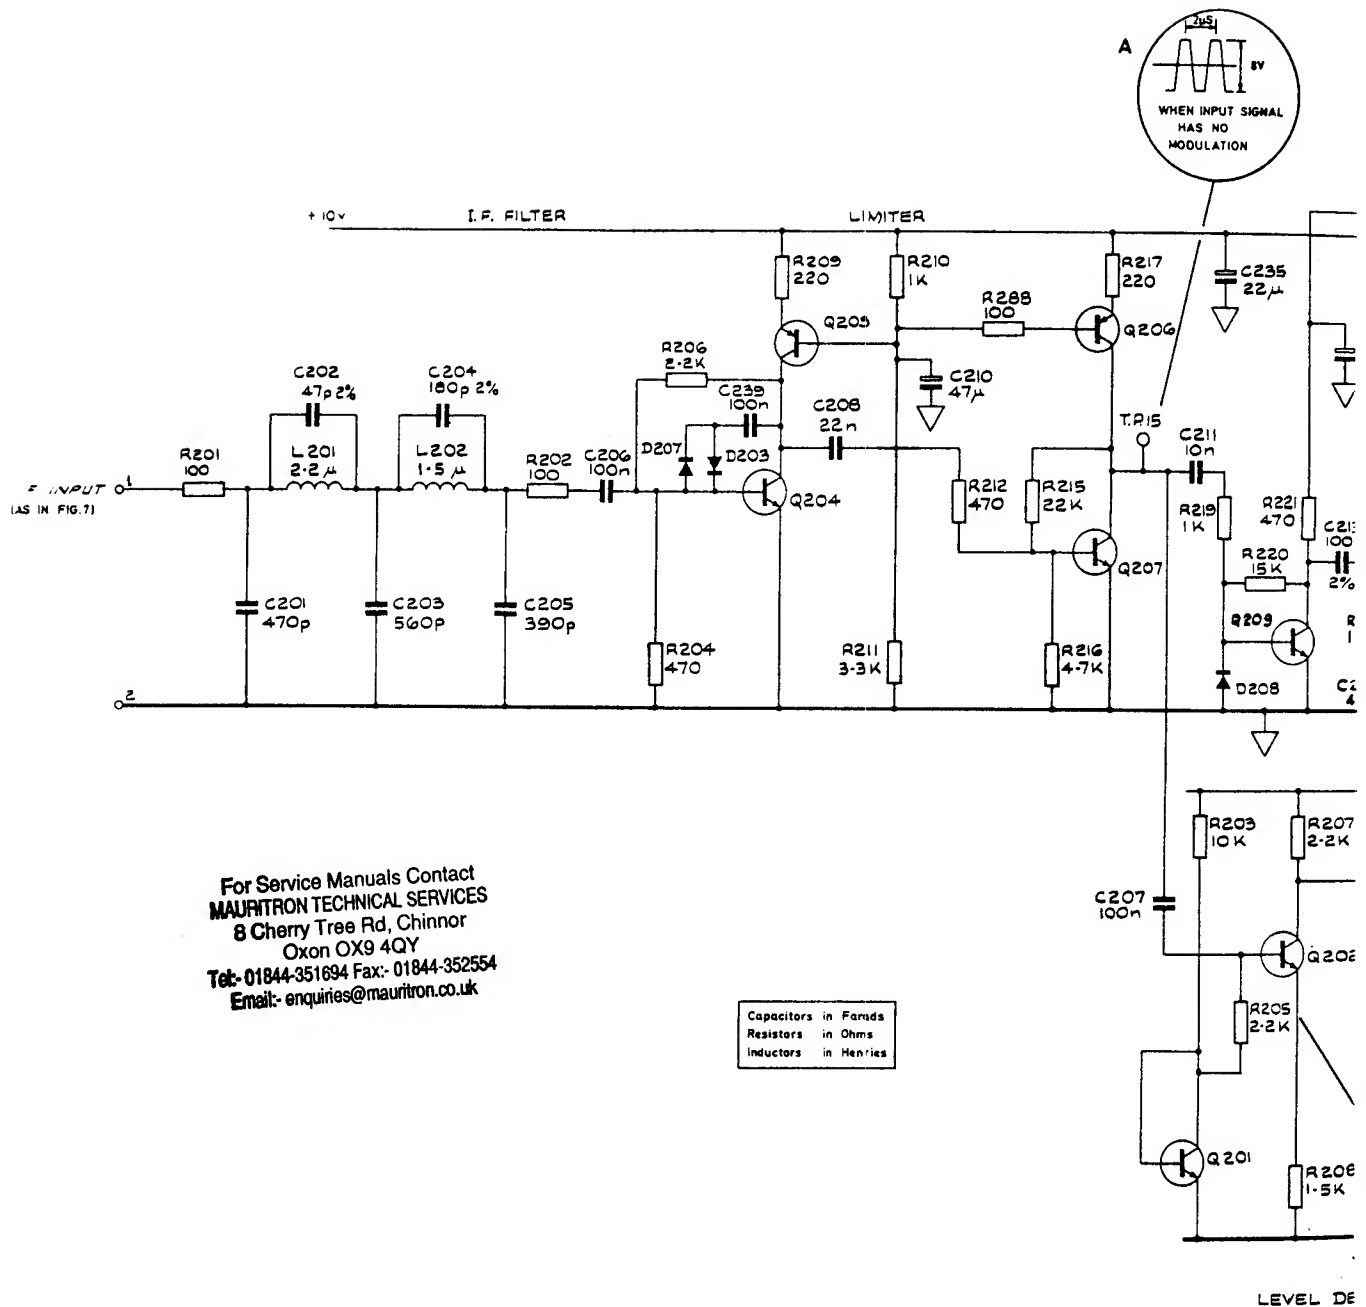 A
2µS
8V
WHEN INPUT SIGNAL
HAS NO
MODULATION
+ 10v
I.F. FILTER
LIMITER
R209
220
R210
1K
R217
220
C235
22µ
R288
100
Q205
Q206
R206
2·2K
C202
47p 2%
C204
180p 2%
C239
100n
C210
47µ
C208
22n
T.P.15
C211
10n
R201
100
L201
2·2 µ
L202
1·5 µ
R202
100
C206
100n
D207
D203
F INPUT
1
(AS IN FIG.7)
Q204
R212
470
R215
22K
R219
1K
R221
470
C213
100
2%
Q207
R220
15K
C201
470p
C203
560p
C205
390p
Q209
R
1
R204
470
R211
3·3K
R216
4·7K
D208
C2
4
2
R203
10K
R207
2·2K
For Service Manuals Contact
MAURITRON TECHNICAL SERVICES
8 Cherry Tree Rd, Chinnor
Oxon OX9 4QY
Tel:- 01844-351694 Fax:- 01844-352554
Email:- enquiries@mauritron.co.uk
C207
100n
Q202
R205
2·2K
Capacitors in Farads
Resistors in Ohms
Inductors in Henries
Q201
R208
1·5K
LEVEL DE